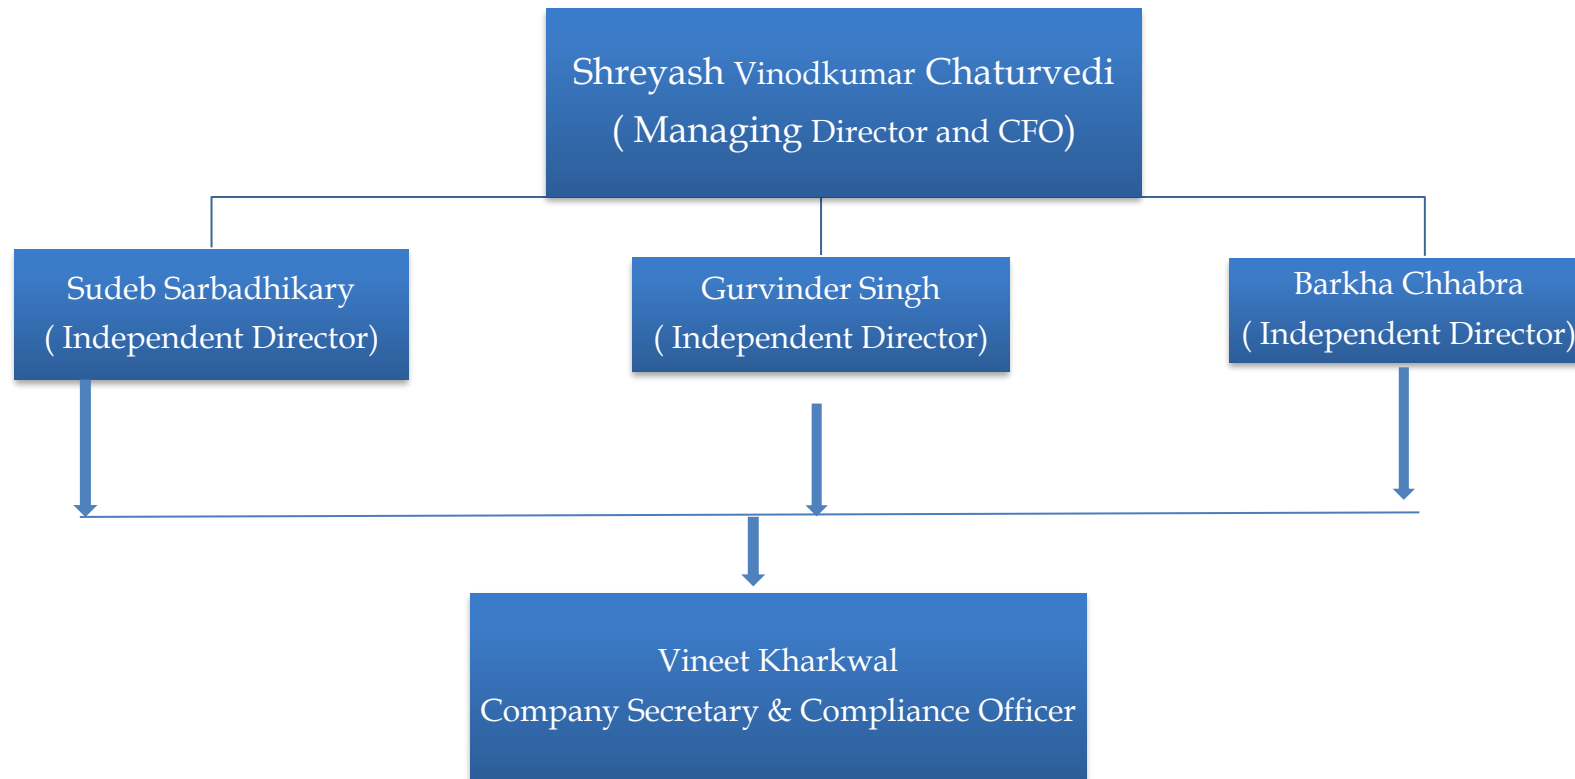 Shreyash Vinodkumar Chaturvedi
( Managing Director and CFO)
Sudeb Sarbadhikary
( Independent Director)
Gurvinder Singh
( Independent Director)
Barkha Chhabra
( Independent Director)
Vineet Kharkwal
Company Secretary & Compliance Officer